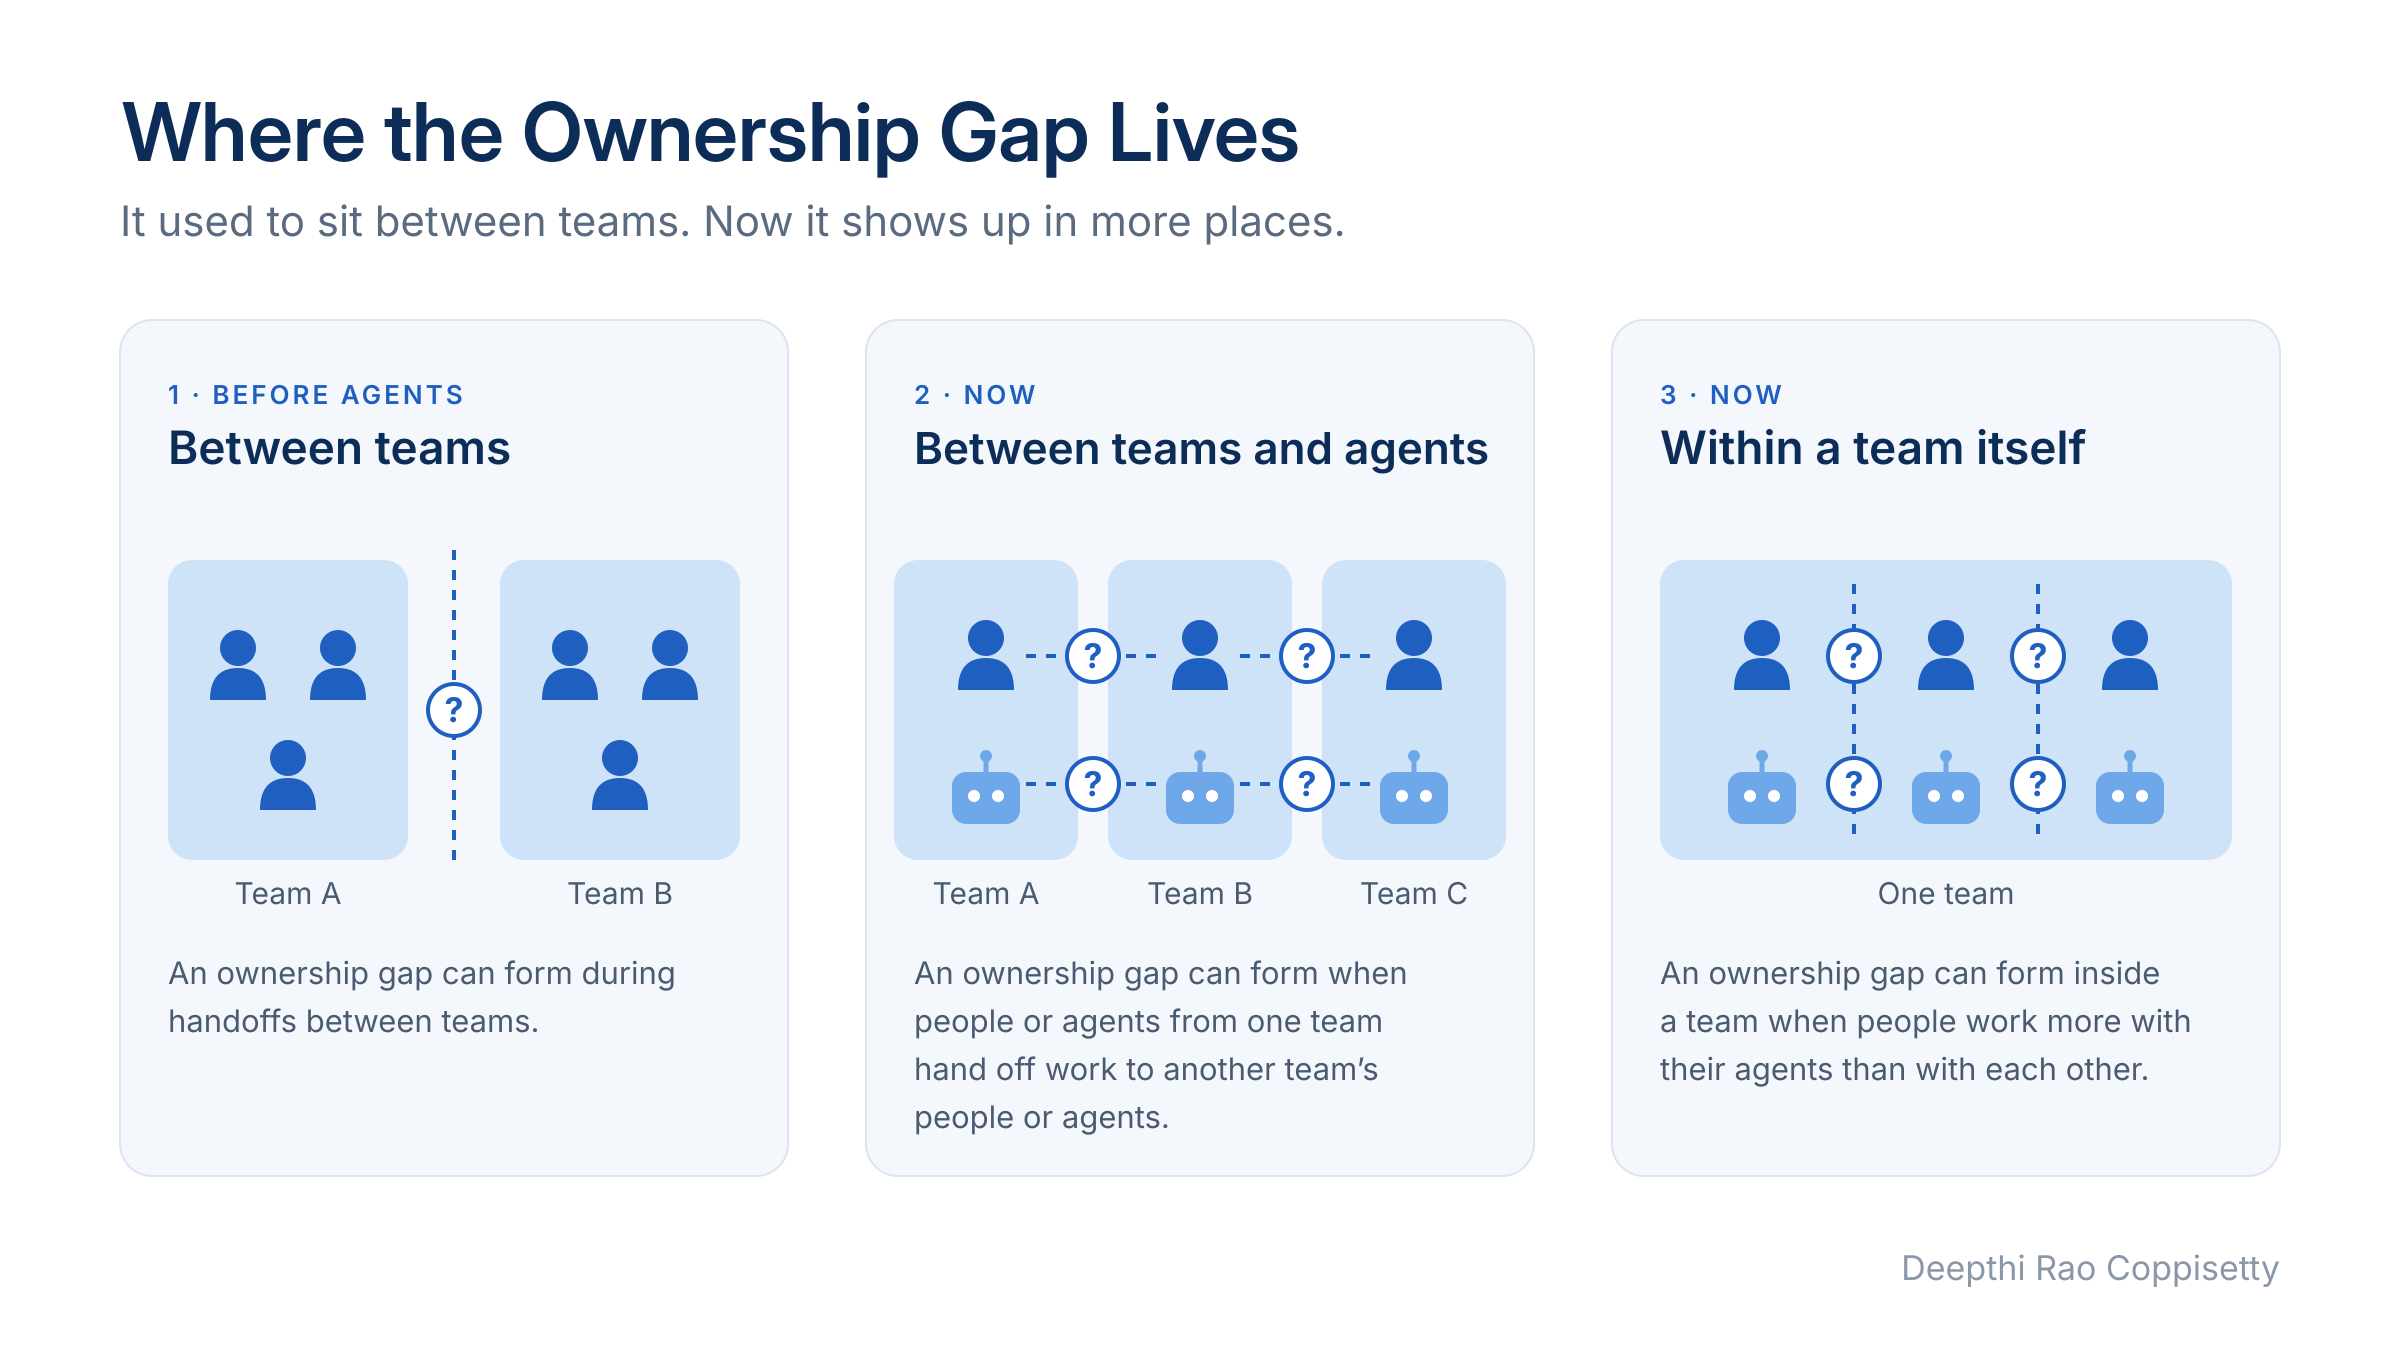 Where the Ownership Gap Lives
It used to sit between teams. Now it shows up in more places.
1 · BEFORE AGENTS
Between teams
?
Team A
Team B
An ownership gap can form during
handoffs between teams.
2 · NOW
Between teams and agents
? ?
? ?
Team A
Team B
Team C
An ownership gap can form when
people or agents from one team
hand off work to another team’s
people or agents.
3 · NOW
Within a team itself
? ?
? ?
One team
An ownership gap can form inside
a team when people work more with
their agents than with each other.
Deepthi Rao Coppisetty